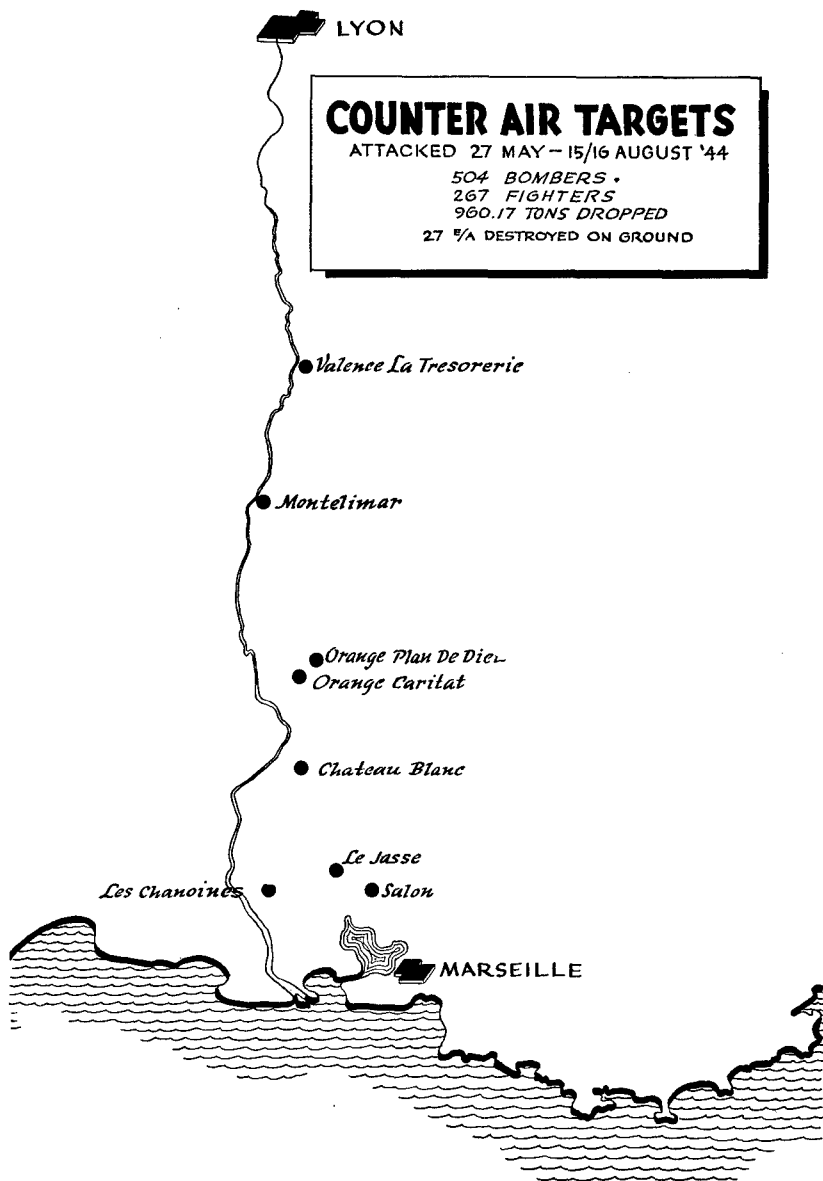 LYON
COUNTER AIR TARGETS
ATTACKED 27 MAY - 15/16 AUGUST '44
504 BOMBERS.
267 FIGHTERS
960.17 TONS DROPPED
27 E/A DESTROYED ON GROUND
Valence La Tresorerie
Montelimar
Orange Plan De Dieu
Orange Caritat
Chateau Blanc
Le Jasse
Les Chanoines
Salon
MARSEILLE